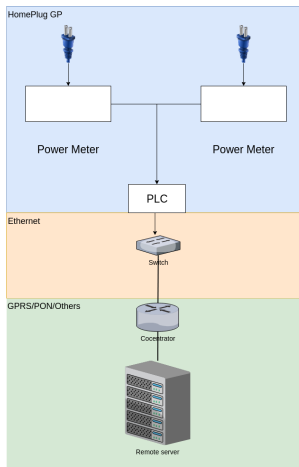 HomePlug GP
Power Meter
Power Meter
PLC
Ethernet
Switch
GPRS/PON/Others
Cocentrator
Remote server